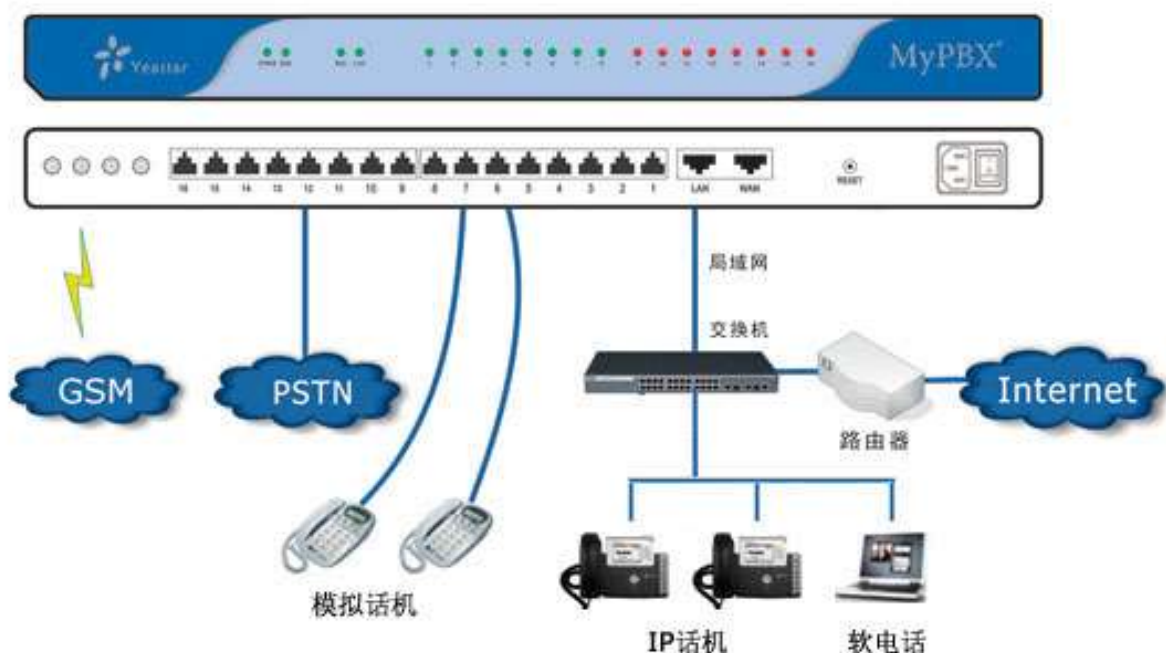 Yeastar
MyPBX
16 15 14 13 12 11 10 9 8 7 6 5 4 3 2 1 LAN WAN
RESET
局域网
交换机
GSM
PSTN
Internet
路由器
模拟话机
IP话机
软电话